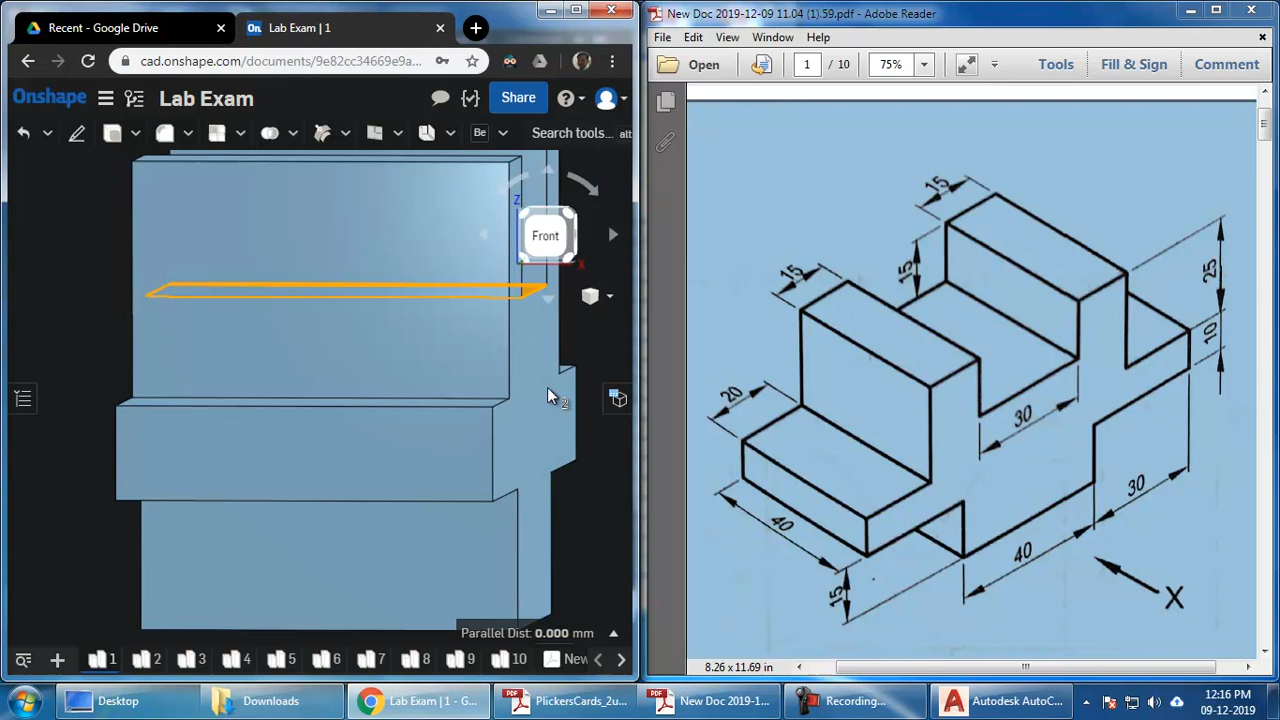 Recent - Google Drive
On. Lab Exam | 1
cad.onshape.com/documents/9e82cc34669e9a...
Onshape
Lab Exam
Share
Be
Search tools...
alt
Z
Front
X
2
Parallel Dist: 0.000 mm
1
2
3
4
5
6
7
8
9
10
New
New Doc 2019-12-09 11.04 (1).59.pdf - Adobe Reader
File Edit View Window Help
Open
1 / 10
75%
Tools
Fill & Sign
Comment
15
15
15
25
10
20
30
30
40
40
15
X
8.26 x 11.69 in
Desktop
Downloads
Lab Exam | 1 - G...
PlickersCards_2u...
New Doc 2019-1...
Recording...
Autodesk AutoC...
12:16 PM
09-12-2019